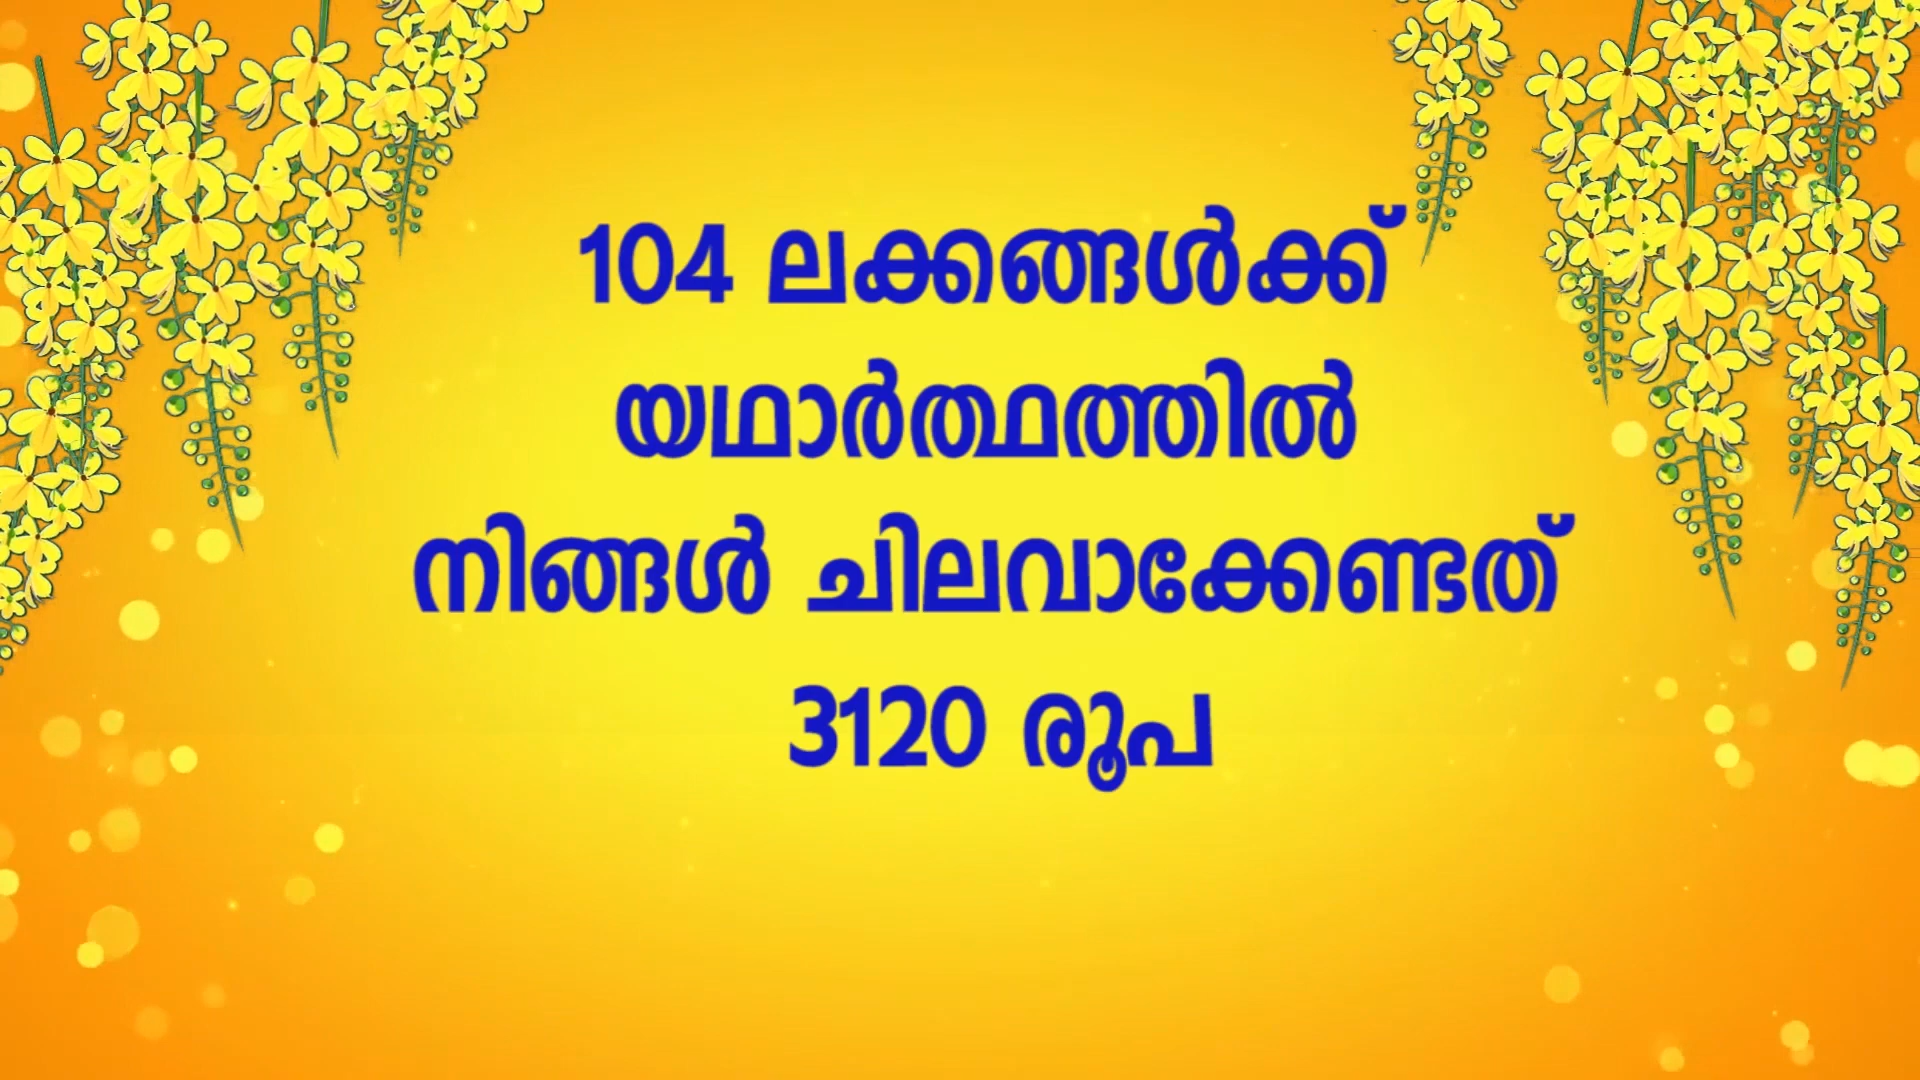 104 ലക്കങ്ങൾക്ക്
യഥാർത്ഥത്തിൽ
നിങ്ങൾ ചിലവാക്കേണ്ടത്
3120 രൂപ